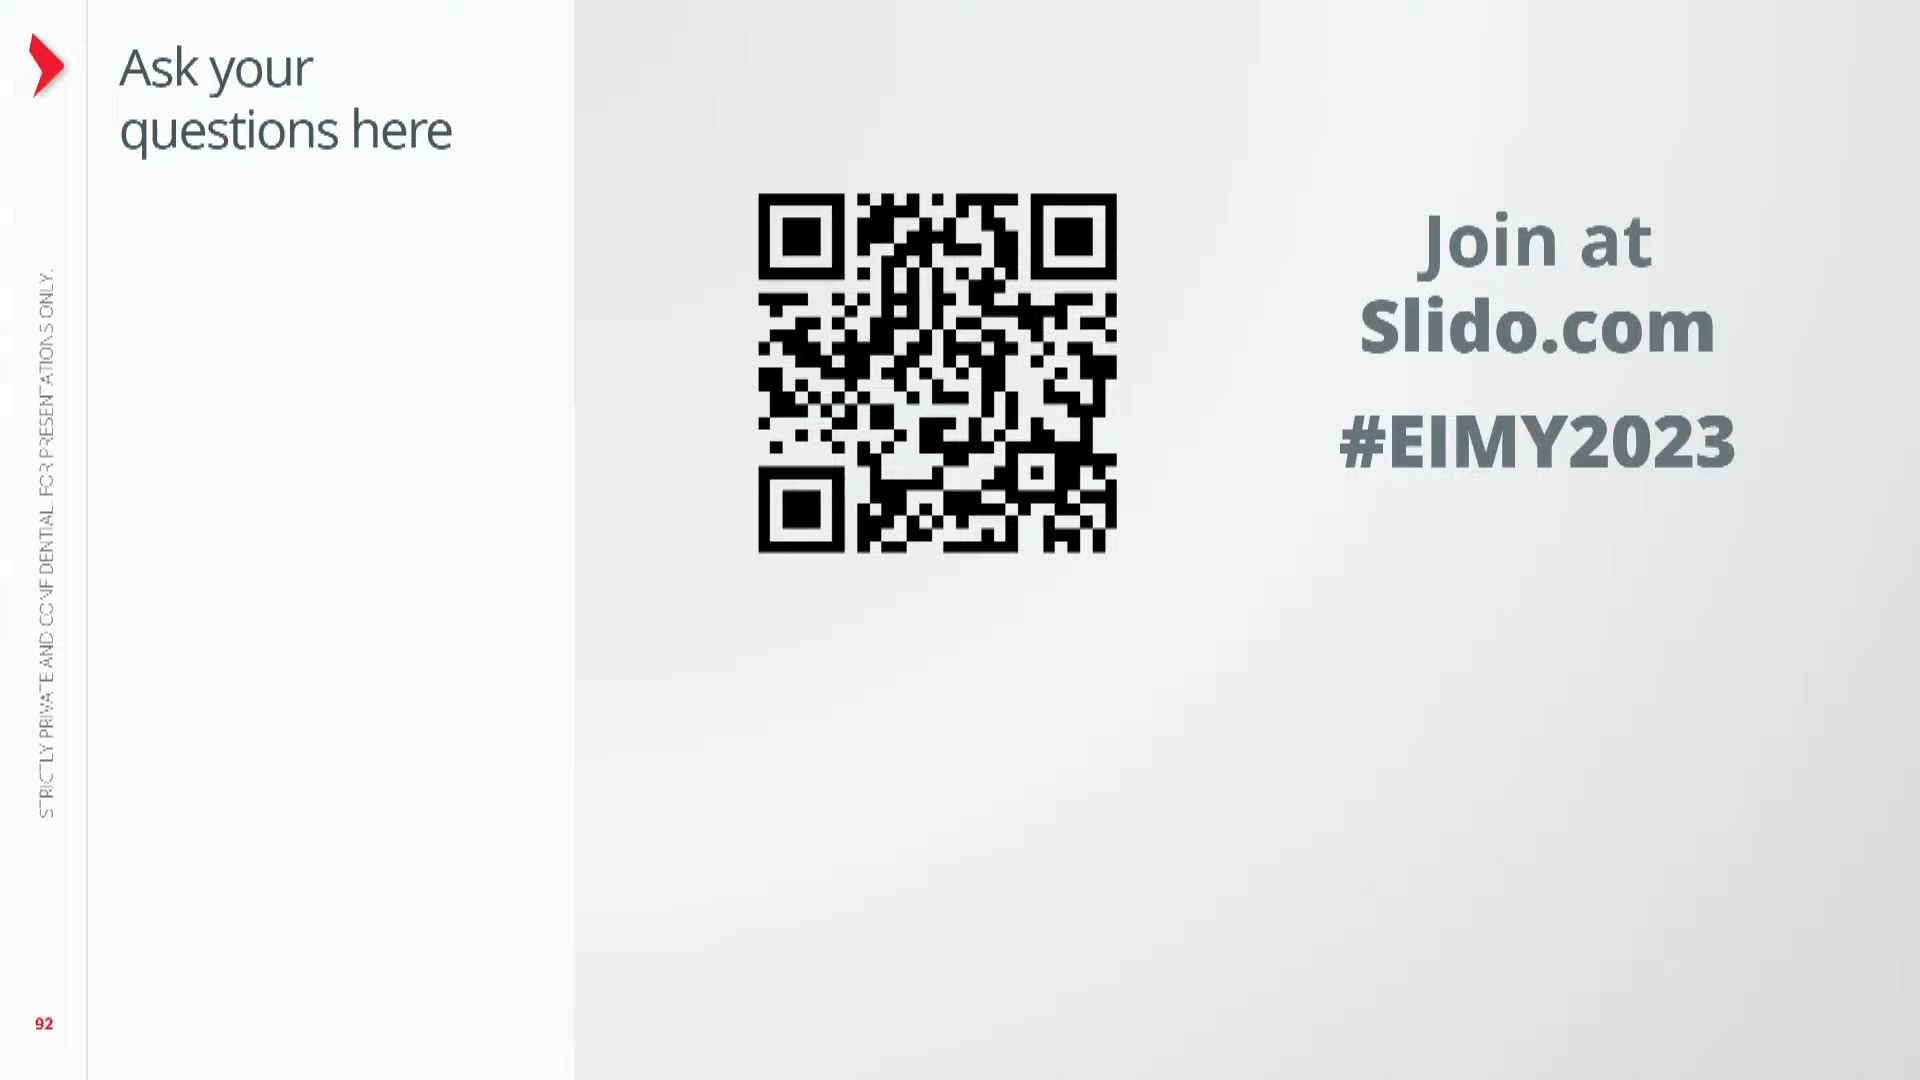 Ask your
questions here
Join at
Slido.com
#EIMY2023
STRICTLY PRIVATE AND CONFIDENTIAL. FOR PRESENTATIONS ONLY.
92